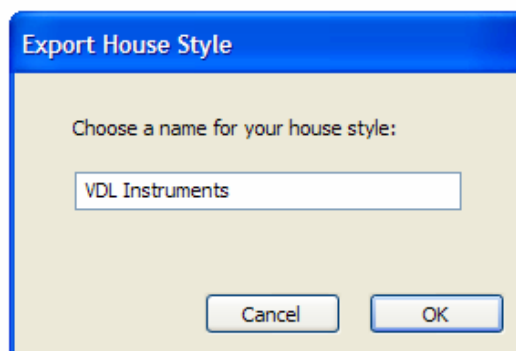 Export House Style
Choose a name for your house style:
VDL Instruments
Cancel OK